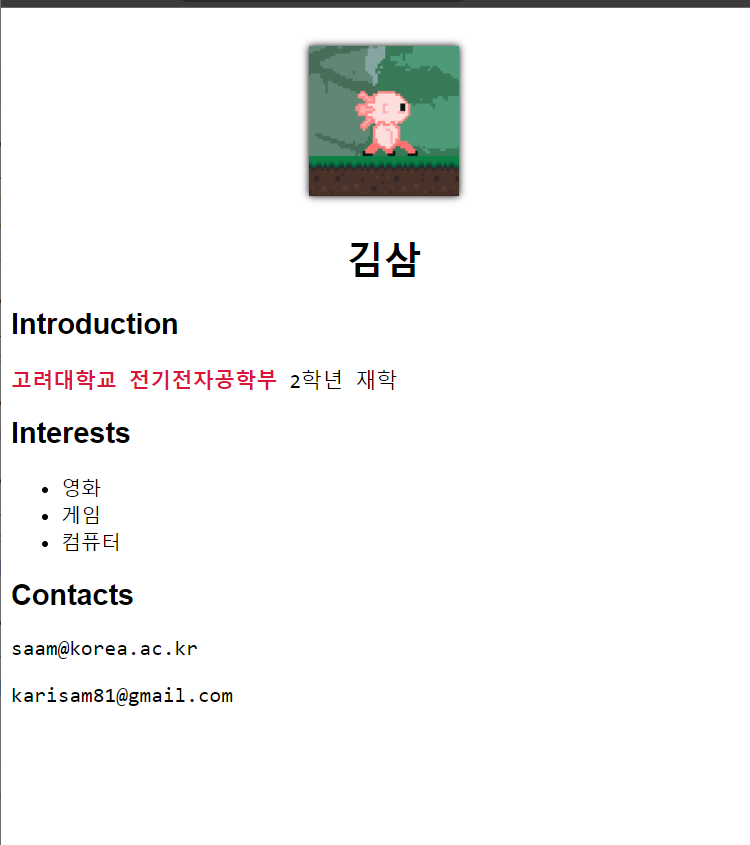 김삼
Introduction
고려대학교 전기전자공학부 2학년 재학
Interests
영화
게임
컴퓨터
Contacts
saam@korea.ac.kr
karisam81@gmail.com